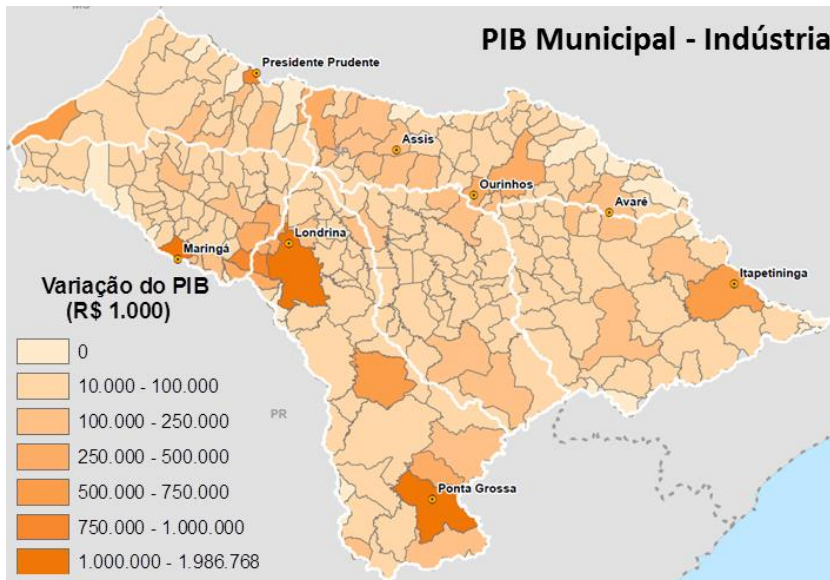 PIB Municipal - Indústria
Presidente Prudente
Assis
Ourinhos
Avaré
Londrina
Maringá
Itapetininga
Variação do PIB
(R$ 1.000)
0
10.000 - 100.000
100.000 - 250.000
250.000 - 500.000
500.000 - 750.000
750.000 - 1.000.000
1.000.000 - 1.986.768
PR
Ponta Grossa